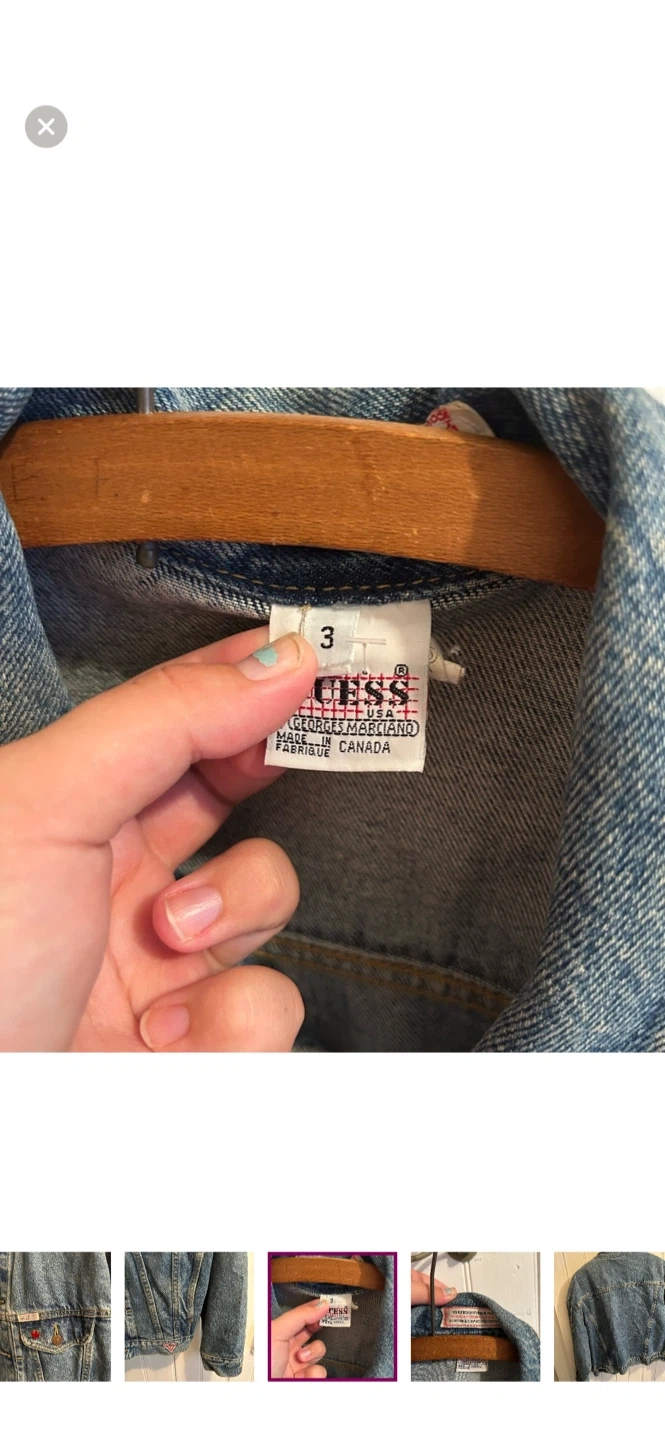 3
®
UESS
USA
GEORGES MARCIANO
MADE IN
FABRIQUE CANADA